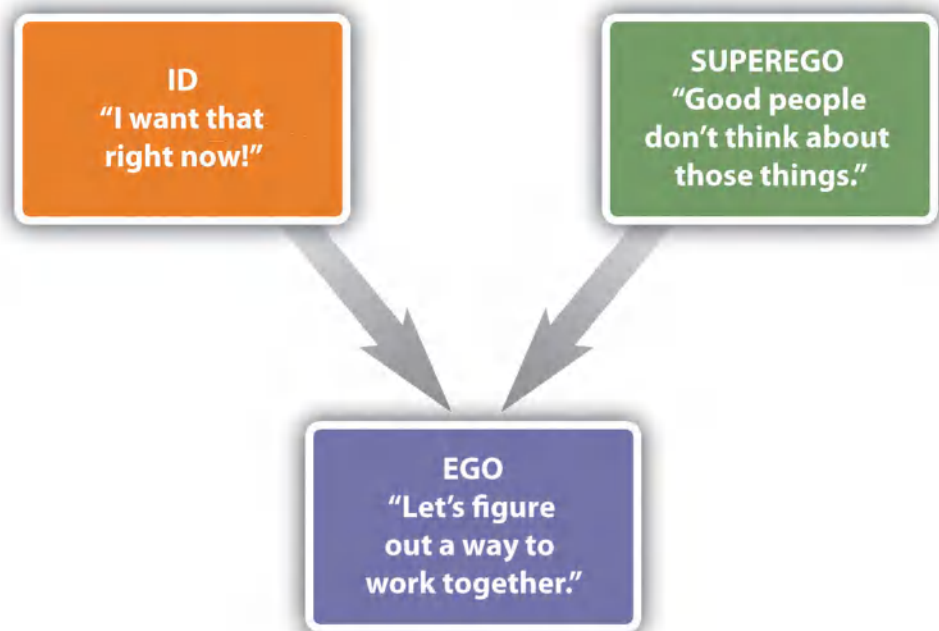 ID
“I want that
right now!”
SUPEREGO
“Good people
don’t think about
those things.”
EGO
“Let’s figure
out a way to
work together.”